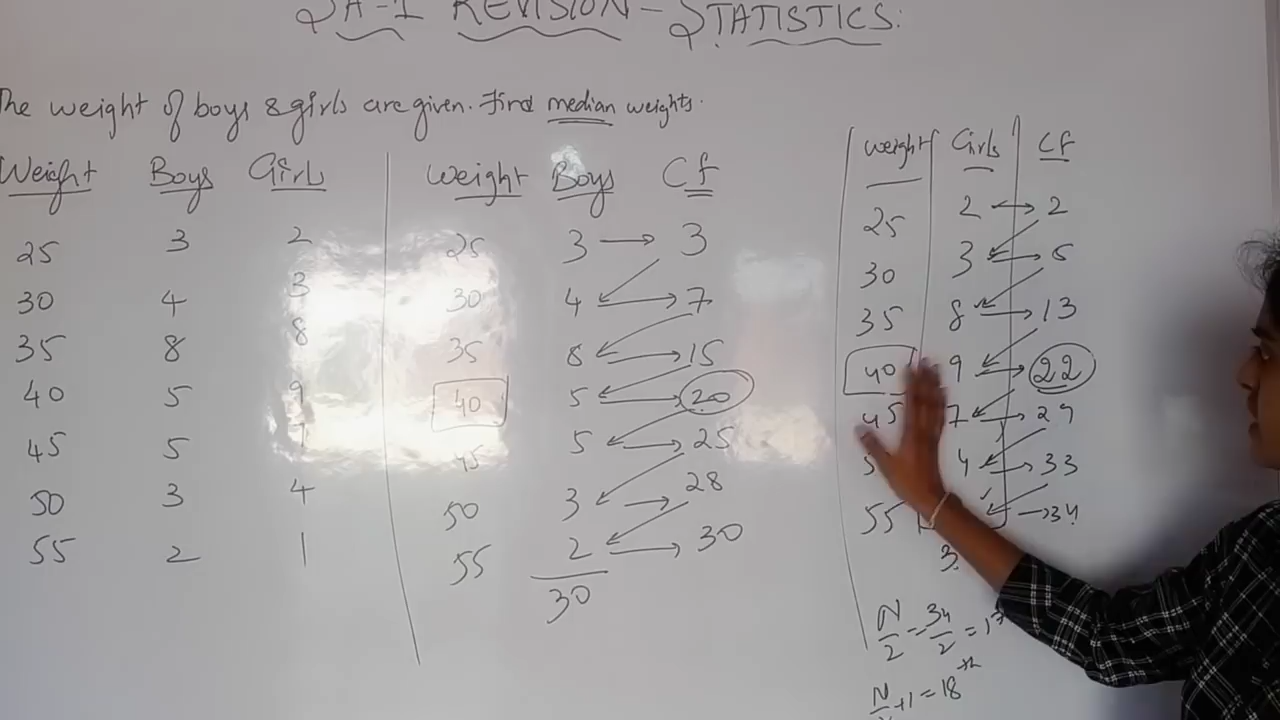 SA-1 REVISION - STATISTICS:
The weight of boys & girls are given. Find median weights.
Weight Boys Girls
25 3 2
30 4 3
35 8 8
40 5 9
45 5 7
50 3 4
55 2 1
Weight Boys Cf
25 3 3
30 4 7
35 8 15
40 5 20
45 5 25
50 3 28
55 2 30
30
Weight Girls Cf
25 2 2
30 3 5
35 8 13
40 9 22
45 7 29
4 33
55 34
N/2 = 34/2 = 17
N/2 + 1 = 18th